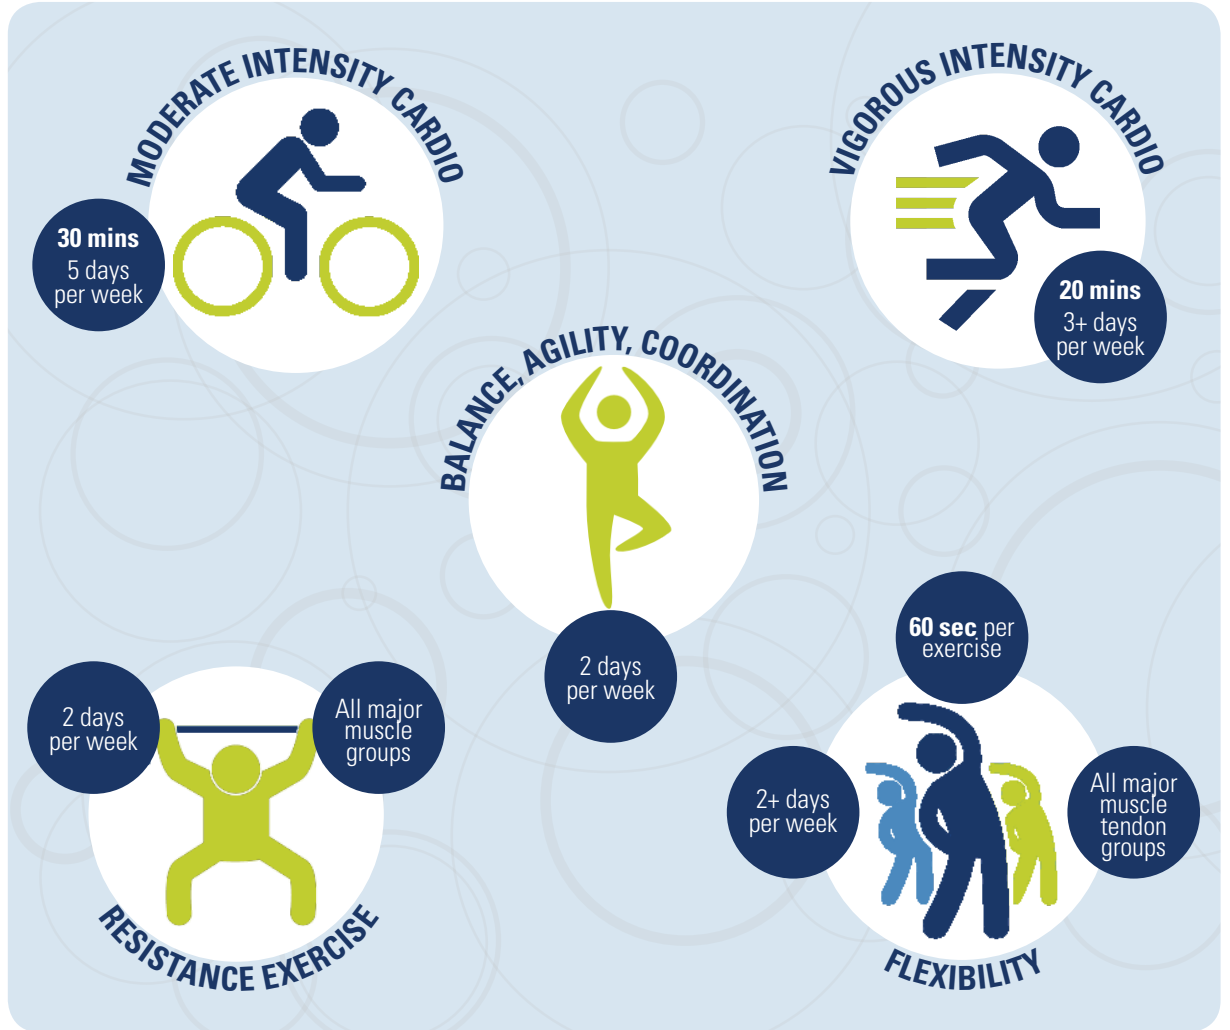 MODERATE INTENSITY CARDIO
30 mins
5 days
per week
VIGOROUS INTENSITY CARDIO
20 mins
3+ days
per week
BALANCE, AGILITY, COORDINATION
2 days
per week
2 days
per week
All major
muscle
groups
RESISTANCE EXERCISE
60 sec per
exercise
2+ days
per week
All major
muscle
tendon
groups
FLEXIBILITY